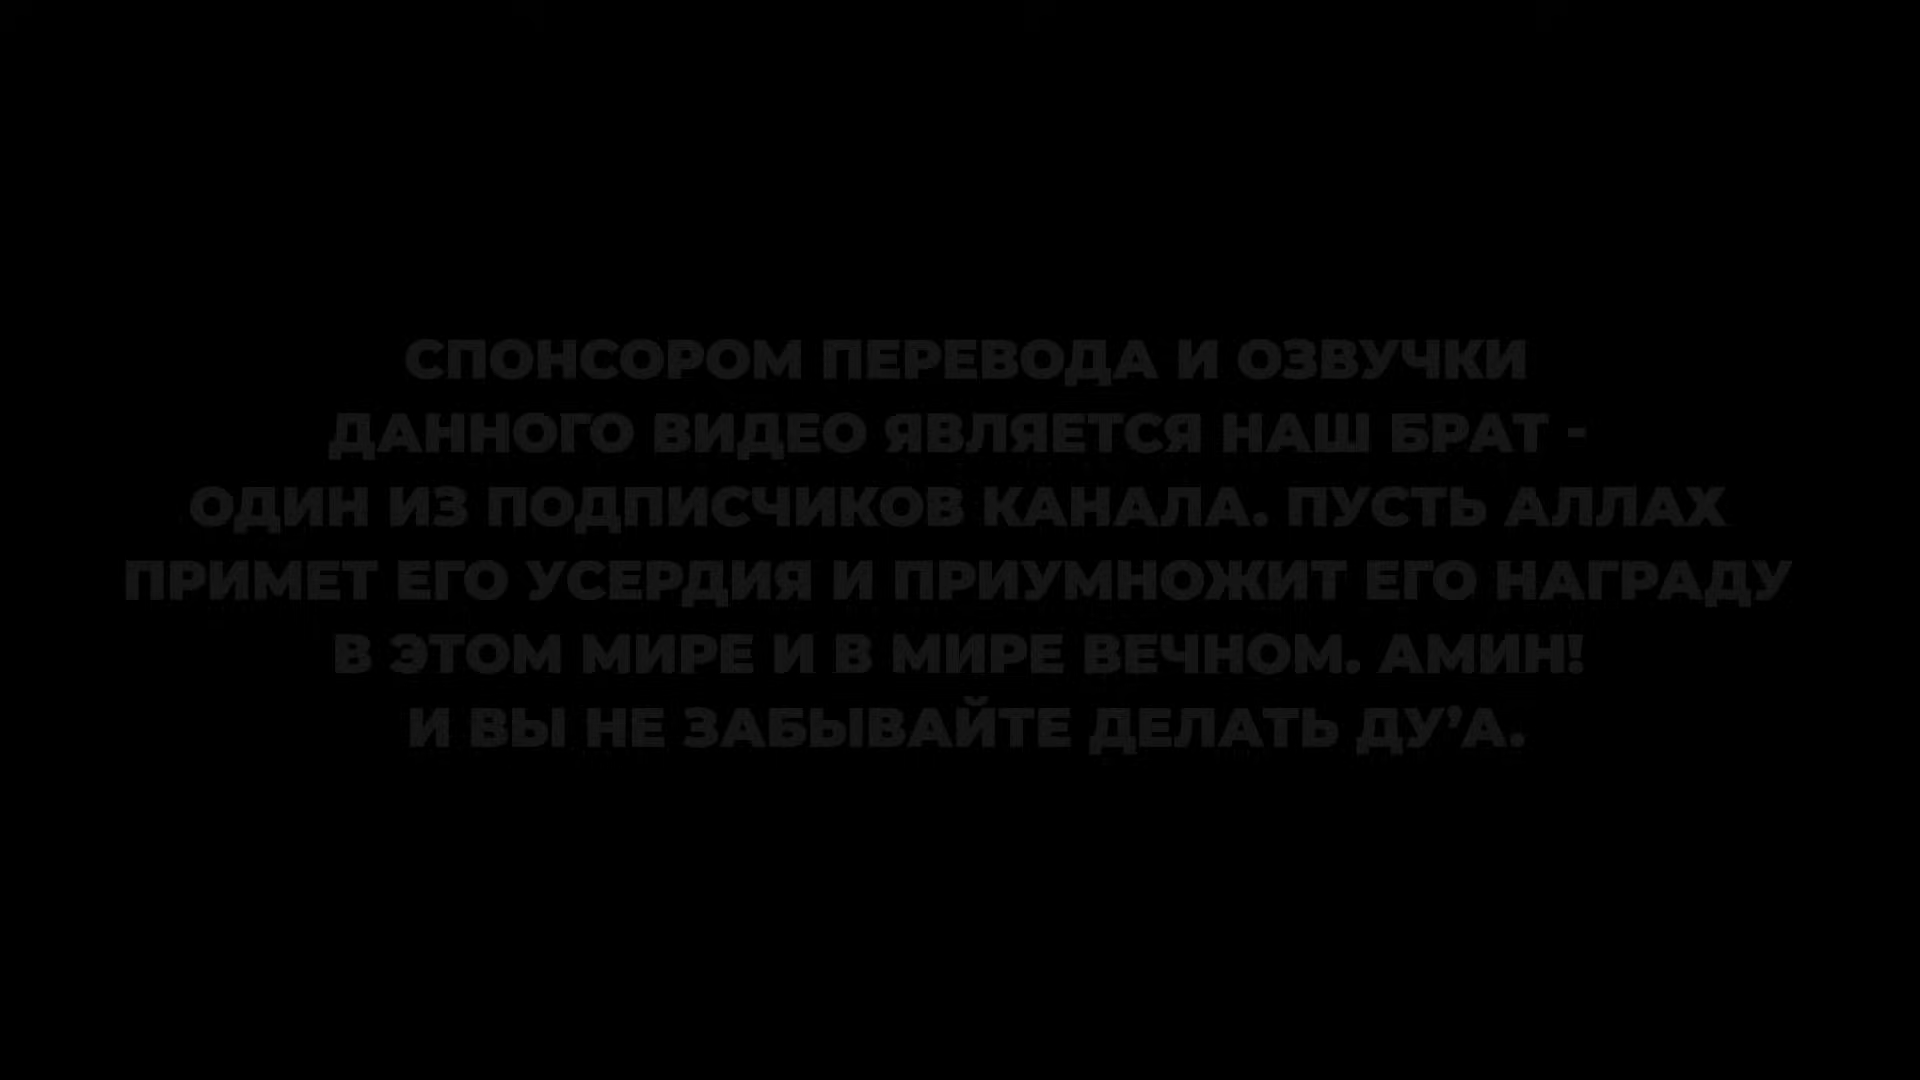 СПОНСОРОМ ПЕРЕВОДА И ОЗВУЧКИ
ДАННОГО ВИДЕО ЯВЛЯЕТСЯ НАШ БРАТ -
ОДИН ИЗ ПОДПИСЧИКОВ КАНАЛА. ПУСТЬ АЛЛАХ
ПРИМЕТ ЕГО УСЕРДИЯ И ПРИУМНОЖИТ ЕГО НАГРАДУ
В ЭТОМ МИРЕ И В МИРЕ ВЕЧНОМ. АМИН!
И ВЫ НЕ ЗАБЫВАЙТЕ ДЕЛАТЬ ДУ’А.